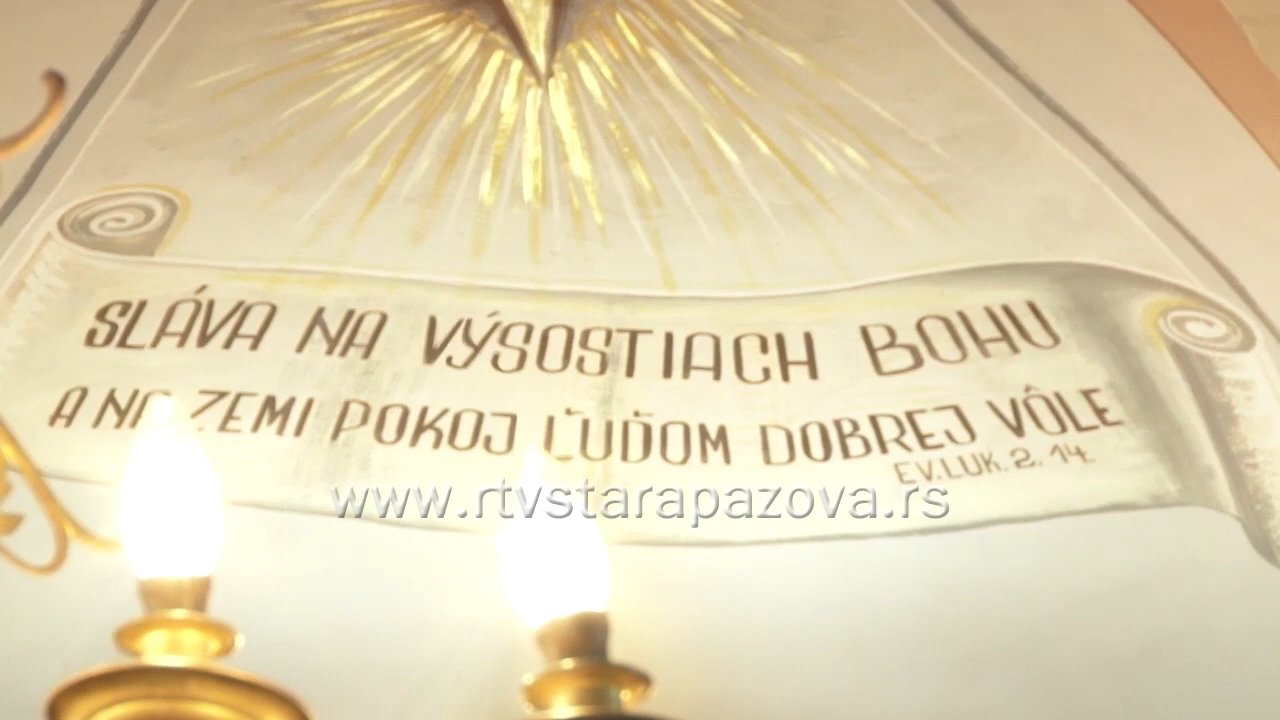 SLÁVA NA VÝSOSTIACH BOHU
A NA ZEMI POKOJ ĽUĎOM DOBREJ VÔLE
EV. LUK. 2. 14.
www.rtvstarapazova.rs